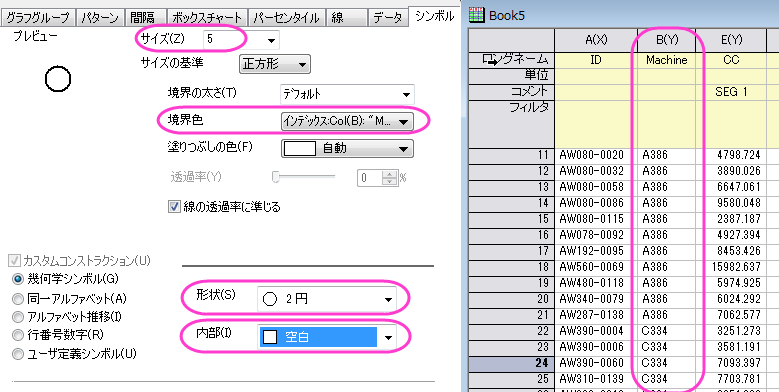 グラフグループ パターン 間隔 ボックスチャート パーセンタイル 線 データ シンボル
プレビュー
サイズ(Z) 5
サイズの基準 正方形
境界の太さ(T) デフォルト
境界色 インデックス:Col(B): "M...
塗りつぶしの色(F) 自動
透過率(Y) 0 %
線の透過率に準じる
カスタムコンストラクション(U)
幾何学シンボル(G)
同一アルファベット(A)
アルファベット推移(I)
行番号数字(R)
ユーザ定義シンボル(U)
形状(S) 2 円
内部(I) 空白
Book5
A(X) B(Y) E(Y)
ングネーム ID Machine CC
単位
コメント SEG 1
フィルタ
11 AW080-0020 A386 4798.724
12 AW080-0032 A386 3890.026
13 AW080-0058 A386 6647.061
14 AW080-0086 A386 9580.048
15 AW080-0115 A386 2387.187
16 AW078-0092 A386 4927.394
17 AW192-0095 A386 8453.426
18 AW560-0069 A386 15982.637
19 AW480-0118 A386 5974.925
20 AW340-0079 A386 6024.292
21 AW287-0138 A386 7062.577
22 AW390-0004 C334 3251.273
23 AW390-0006 C334 3581.191
24 AW390-0060 C334 7093.397
25 AW310-0139 C334 7703.781